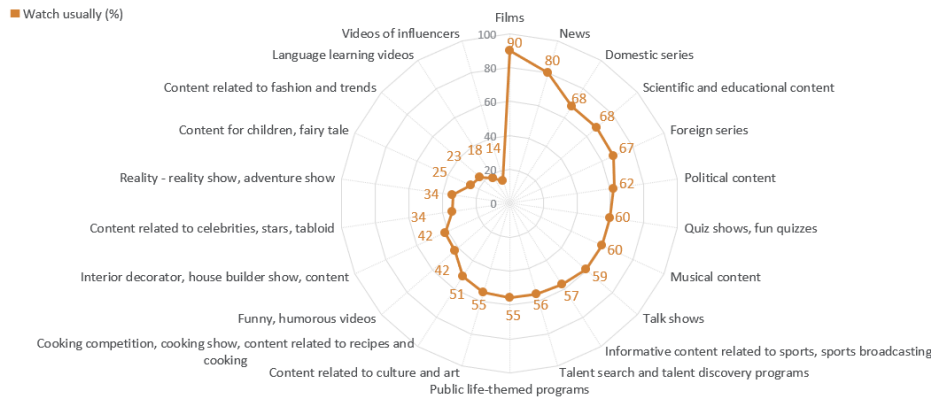 Watch usually (%)
Films
News
Domestic series
Scientific and educational content
Foreign series
Political content
Quiz shows, fun quizzes
Musical content
Talk shows
Informative content related to sports, sports broadcasting
Talent search and talent discovery programs
Public life-themed programs
Content related to culture and art
Cooking competition, cooking show, content related to recipes and
cooking
Funny, humorous videos
Interior decorator, house builder show, content
Content related to celebrities, stars, tabloid
Reality - reality show, adventure show
Content for children, fairy tale
Content related to fashion and trends
Language learning videos
Videos of influencers
100
80
60
40
20
0
90
80
68
68
67
62
60
60
59
57
56
55
55
51
42
42
34
34
25
23
18
14